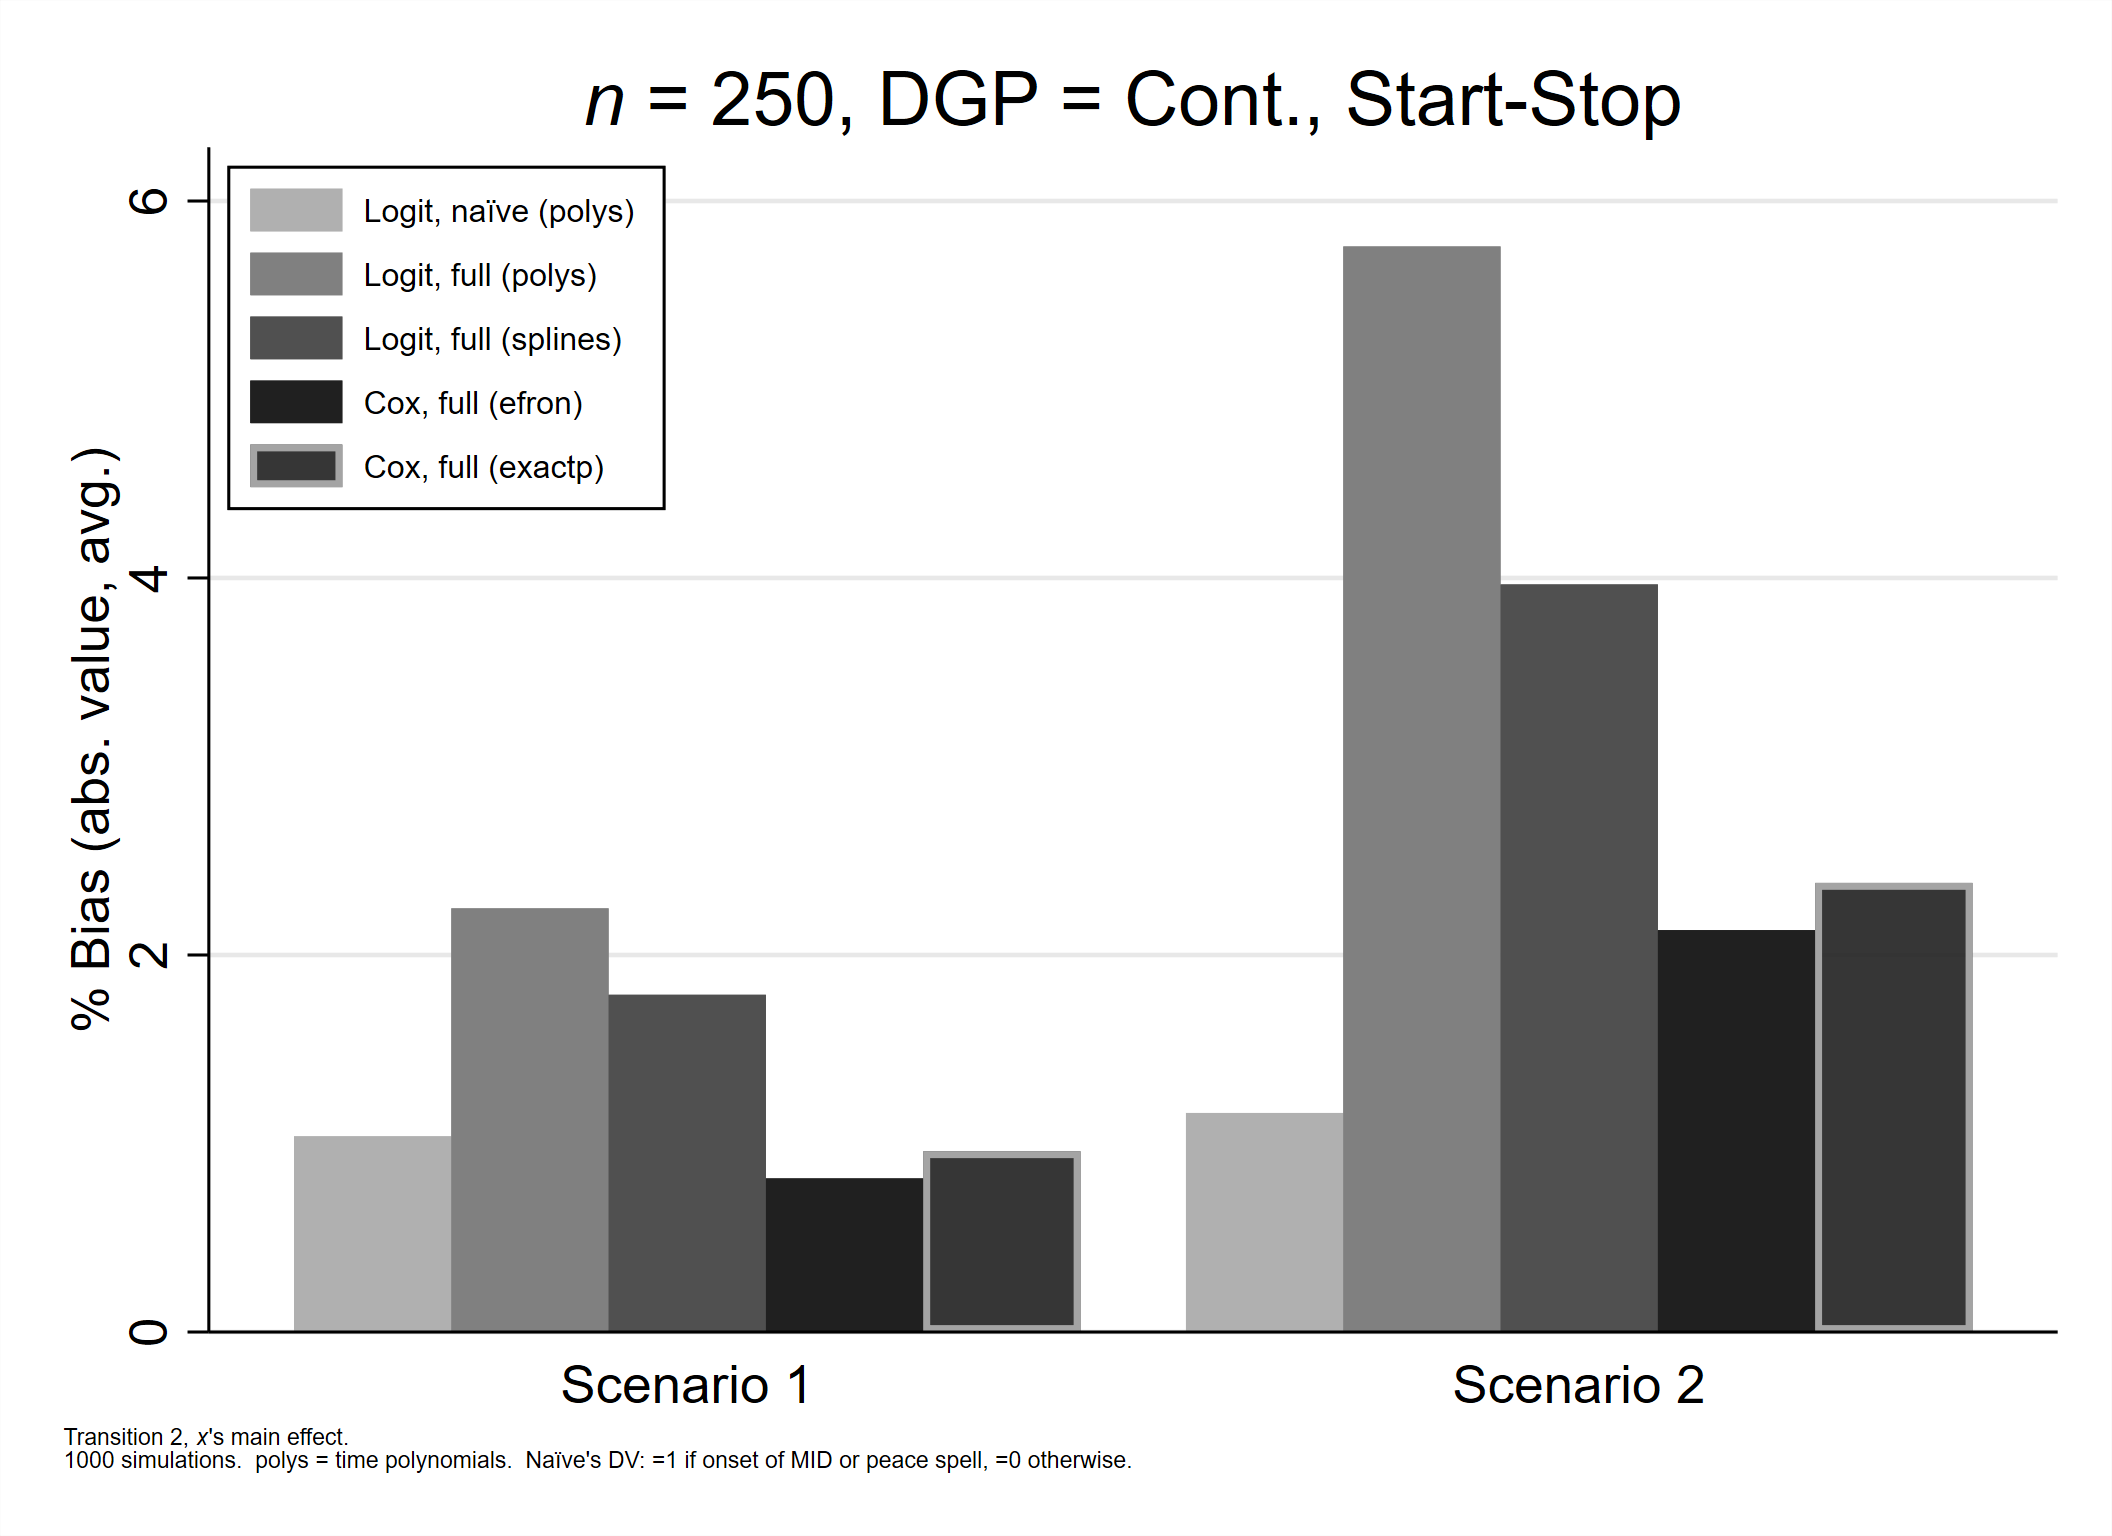 n = 250, DGP = Cont., Start-Stop
% Bias (abs. value, avg.)
6
4
2
0
Logit, naïve (polys)
Logit, full (polys)
Logit, full (splines)
Cox, full (efron)
Cox, full (exactp)
Scenario 1
Scenario 2
Transition 2, x's main effect.
1000 simulations.  polys = time polynomials.  Naïve's DV: =1 if onset of MID or peace spell, =0 otherwise.